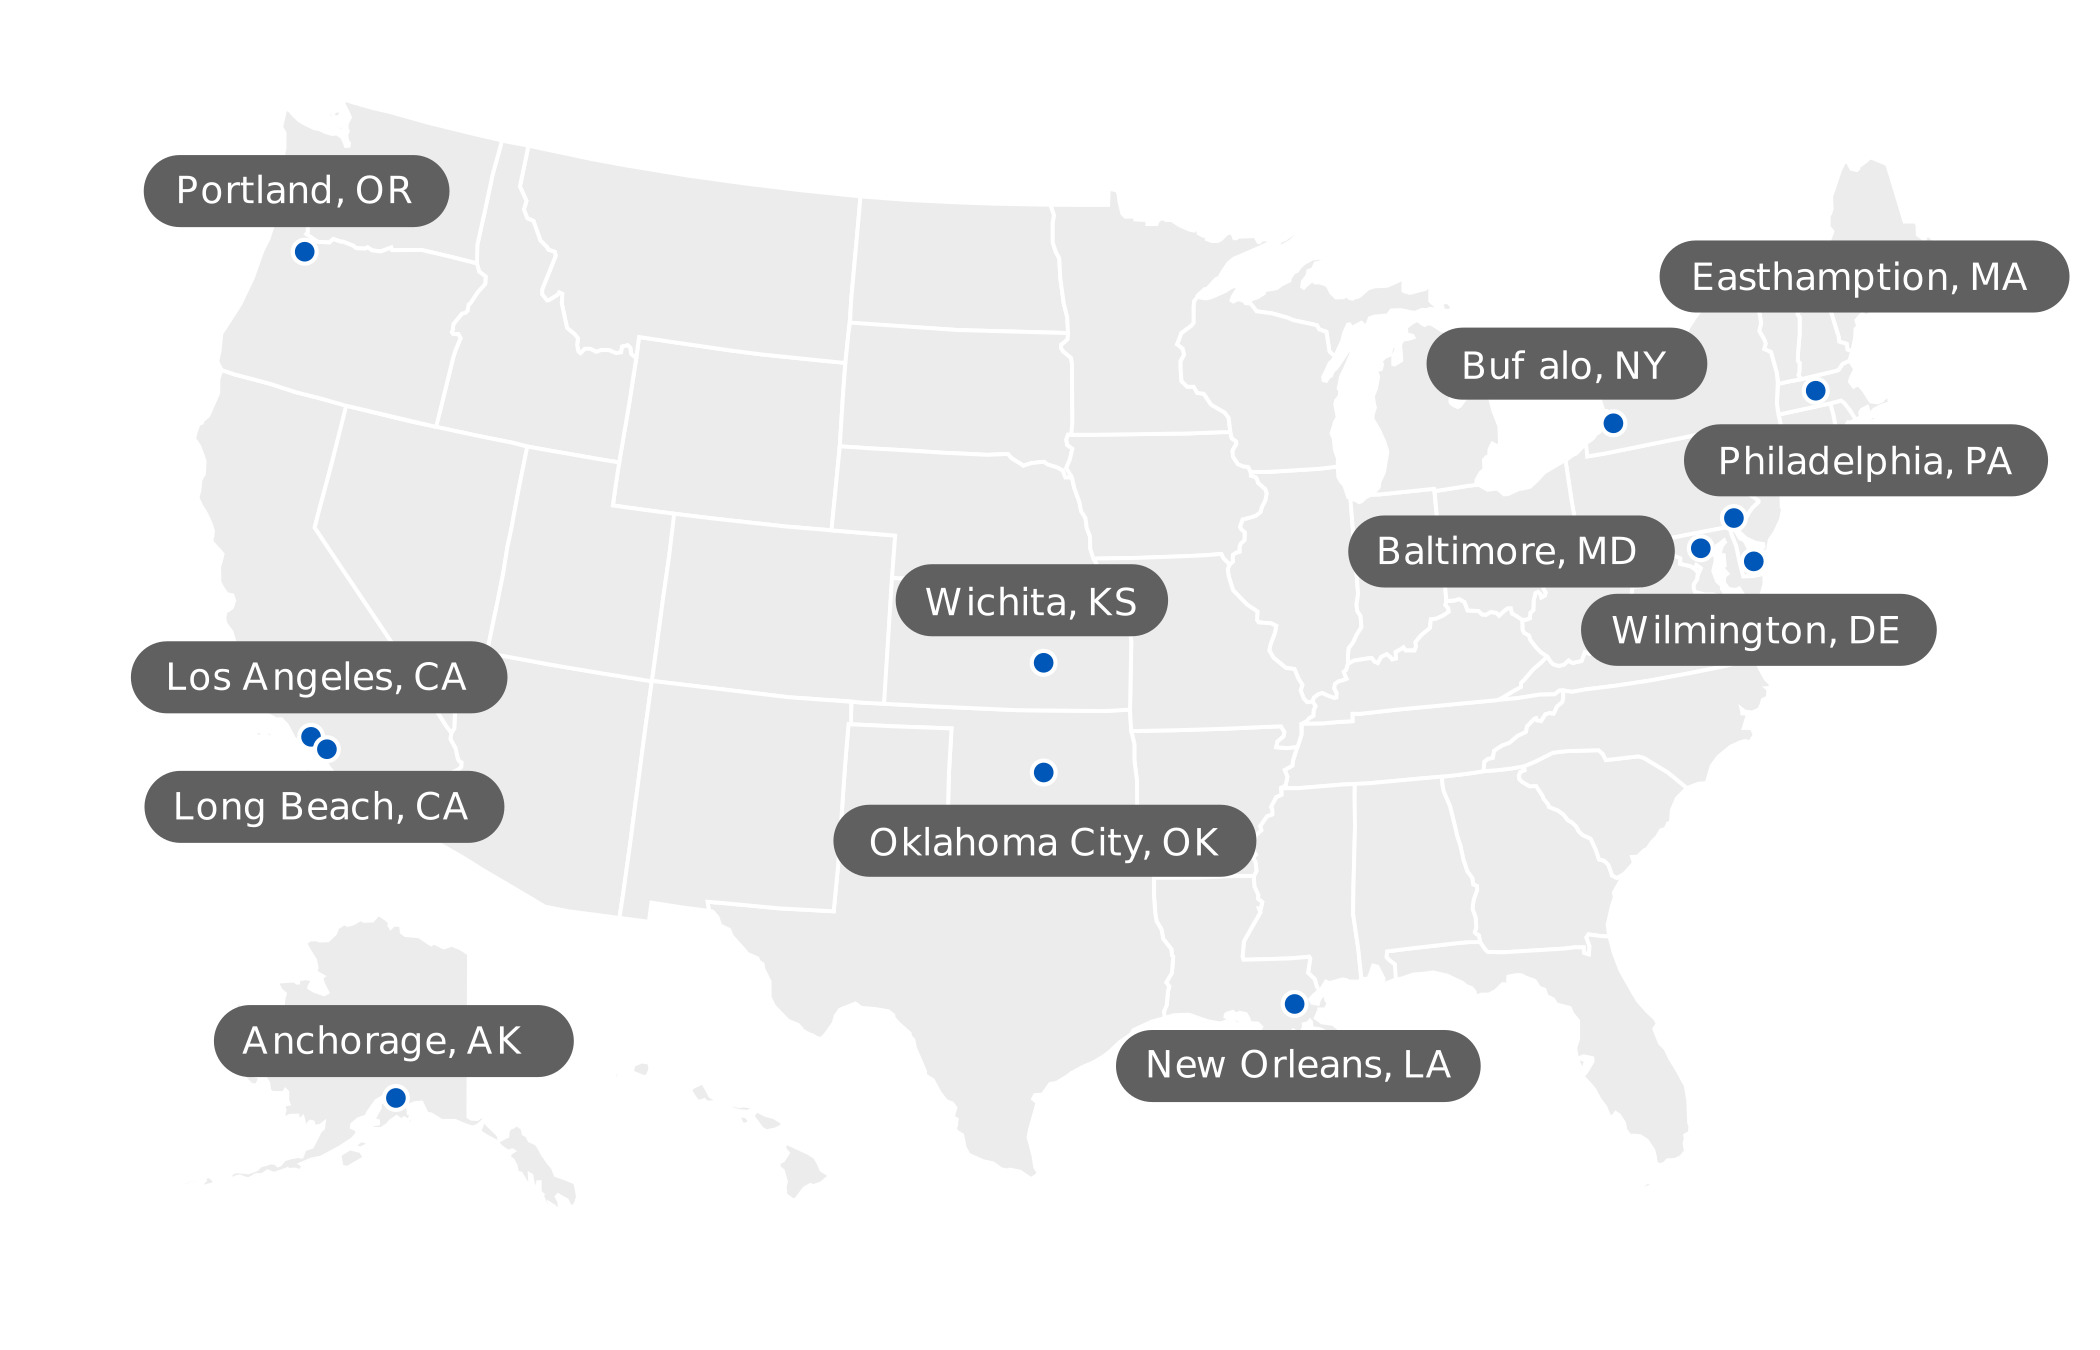 Portland, OR
Easthamption, MA
Buf alo, NY
Philadelphia, PA
Baltimore, MD
Wichita, KS
Wilmington, DE
Los Angeles, CA
Long Beach, CA
Oklahoma City, OK
Anchorage, AK
New Orleans, LA